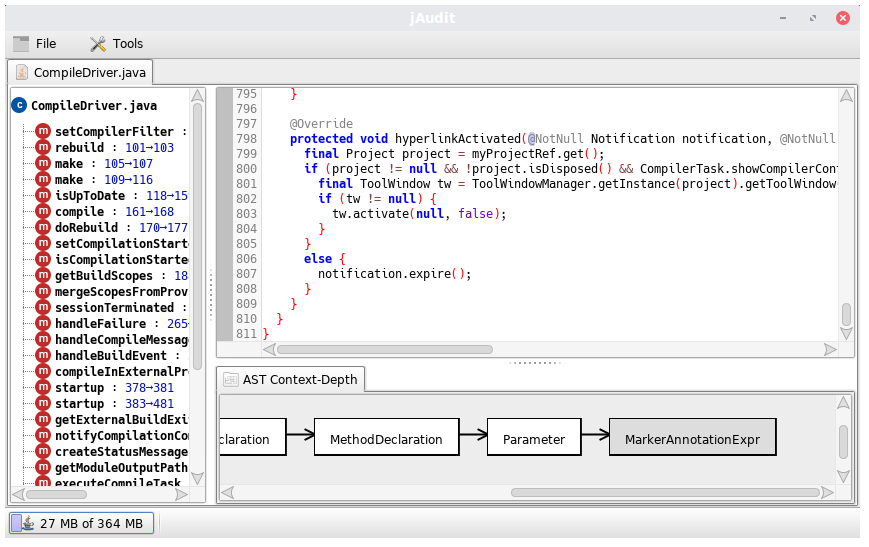 jAudit
File Tools
CompileDriver.java
CompileDriver.java
setCompilerFilter :
rebuild : 101→103
make : 105→107
make : 109→116
isUpToDate : 118→15
compile : 161→168
doRebuild : 170→177
setCompilationStart
isCompilationStarte
getBuildScopes : 18
mergeScopesFromProv
sessionTerminated :
handleFailure : 265
handleCompileMessag
handleBuildEvent :
compileInExternalPr
startup : 378→381
startup : 383→481
getExternalBuildExi
notifyCompilationCo
createStatusMessage
getModuleOutputPath
executeCompileTask
795 }
796
797 @Override
798 protected void hyperlinkActivated(@NotNull Notification notification, @NotNull
799 final Project project = myProjectRef.get();
800 if (project != null && !project.isDisposed() && CompilerTask.showCompilerCon
801 final ToolWindow tw = ToolWindowManager.getInstance(project).getToolWindow
802 if (tw != null) {
803 tw.activate(null, false);
804 }
805 }
806 else {
807 notification.expire();
808 }
809 }
810 }
811 }
AST Context-Depth
claration MethodDeclaration Parameter MarkerAnnotationExpr
27 MB of 364 MB